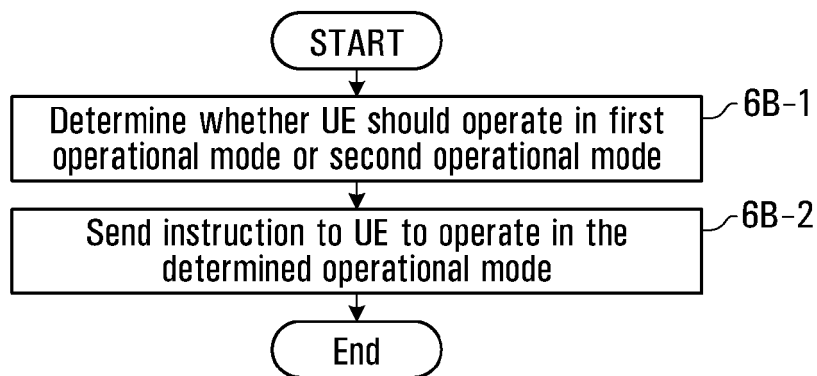 START
Determine whether UE should operate in first
operational mode or second operational mode
6B-1
Send instruction to UE to operate in the
determined operational mode
6B-2
End